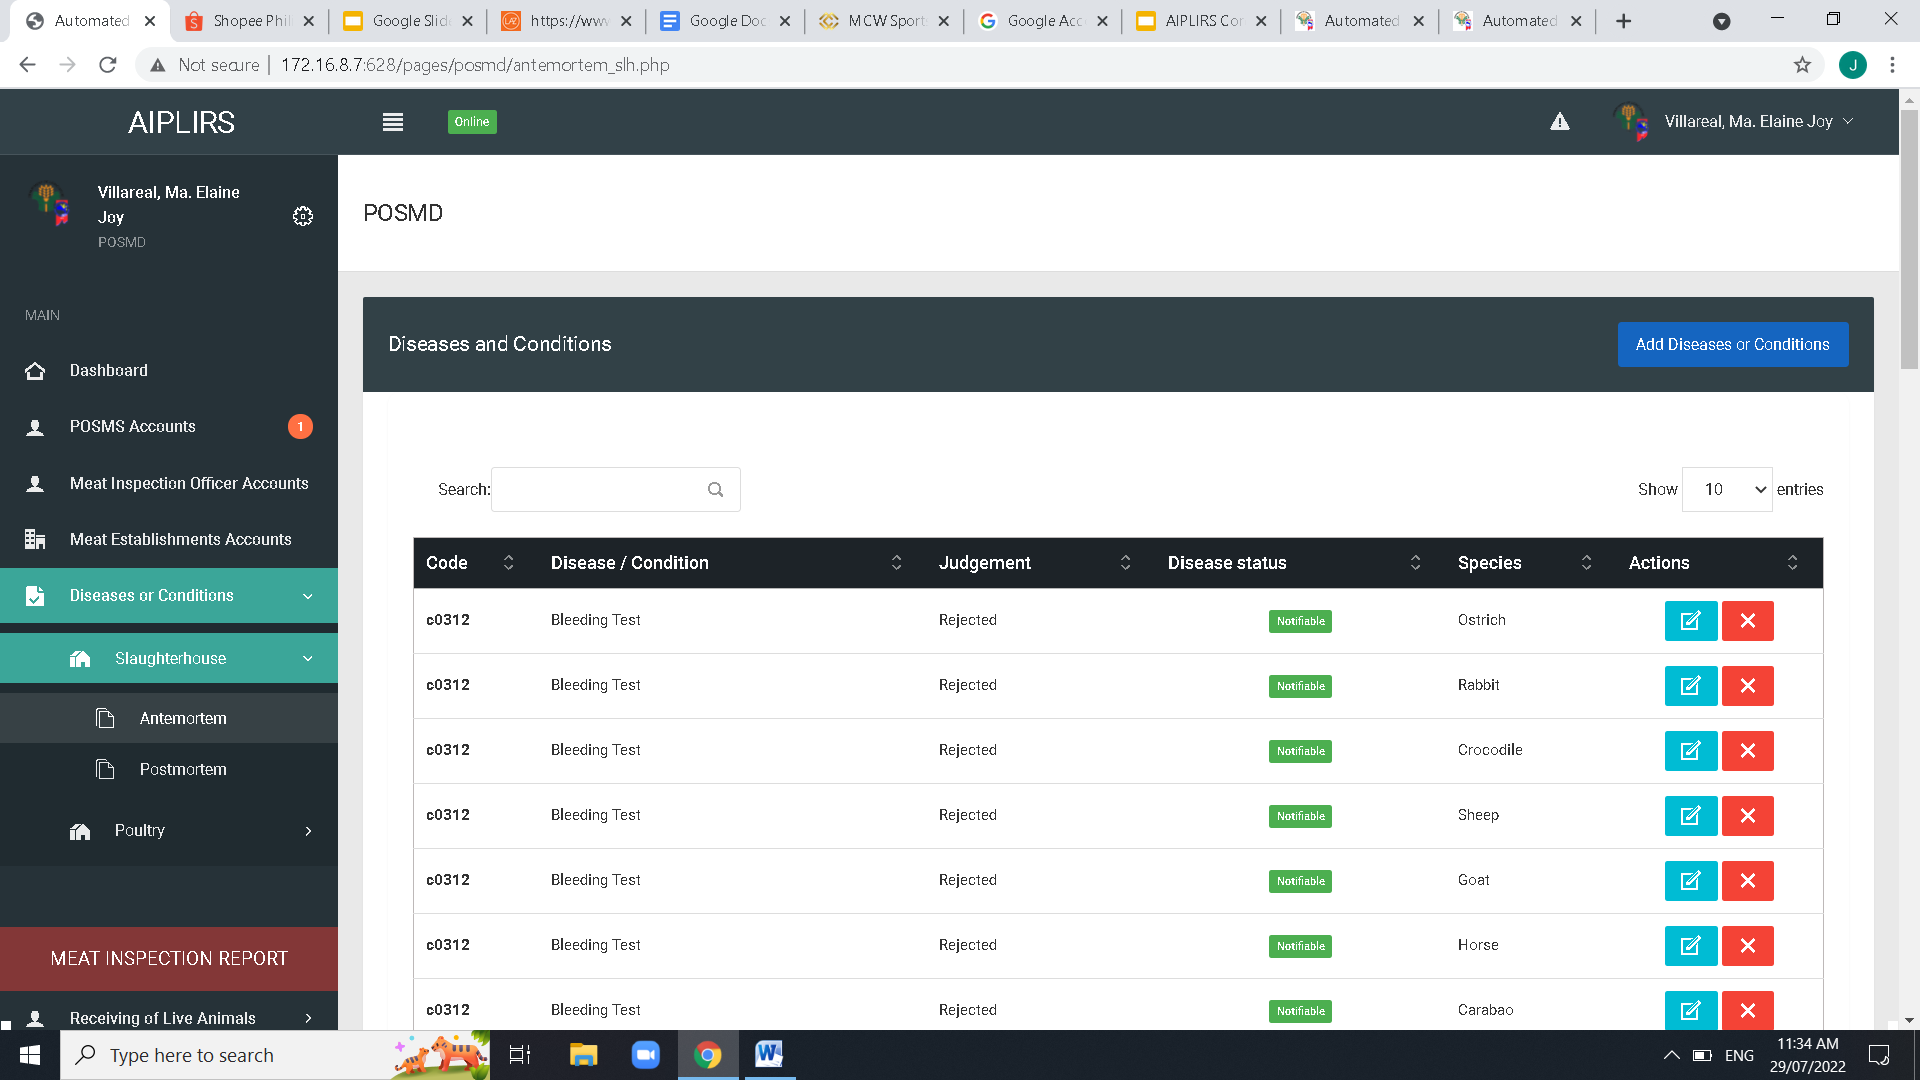 Automated
Shopee Phili
Google Slide
https://www
Google Doc
MCW Sport
Google Acc
AIPLIRS Cor
Automated
Automated
Not secure
172.16.8.7:628/pages/posmd/antemortem_slh.php
J
AIPLIRS
Online
Villareal, Ma. Elaine Joy
Villareal, Ma. Elaine
Joy
POSMD
MAIN
Dashboard
POSMS Accounts
1
Meat Inspection Officer Accounts
Meat Establishments Accounts
Diseases or Conditions
Slaughterhouse
Antemortem
Postmortem
Poultry
MEAT INSPECTION REPORT
Receiving of Live Animals
POSMD
Diseases and Conditions
Add Diseases or Conditions
Search:
Show 10 entries
Code Disease / Condition Judgement Disease status Species Actions
c0312 Bleeding Test Rejected Notifiable Ostrich
c0312 Bleeding Test Rejected Notifiable Rabbit
c0312 Bleeding Test Rejected Notifiable Crocodile
c0312 Bleeding Test Rejected Notifiable Sheep
c0312 Bleeding Test Rejected Notifiable Goat
c0312 Bleeding Test Rejected Notifiable Horse
c0312 Bleeding Test Rejected Notifiable Carabao
Type here to search
ENG
11:34 AM
29/07/2022